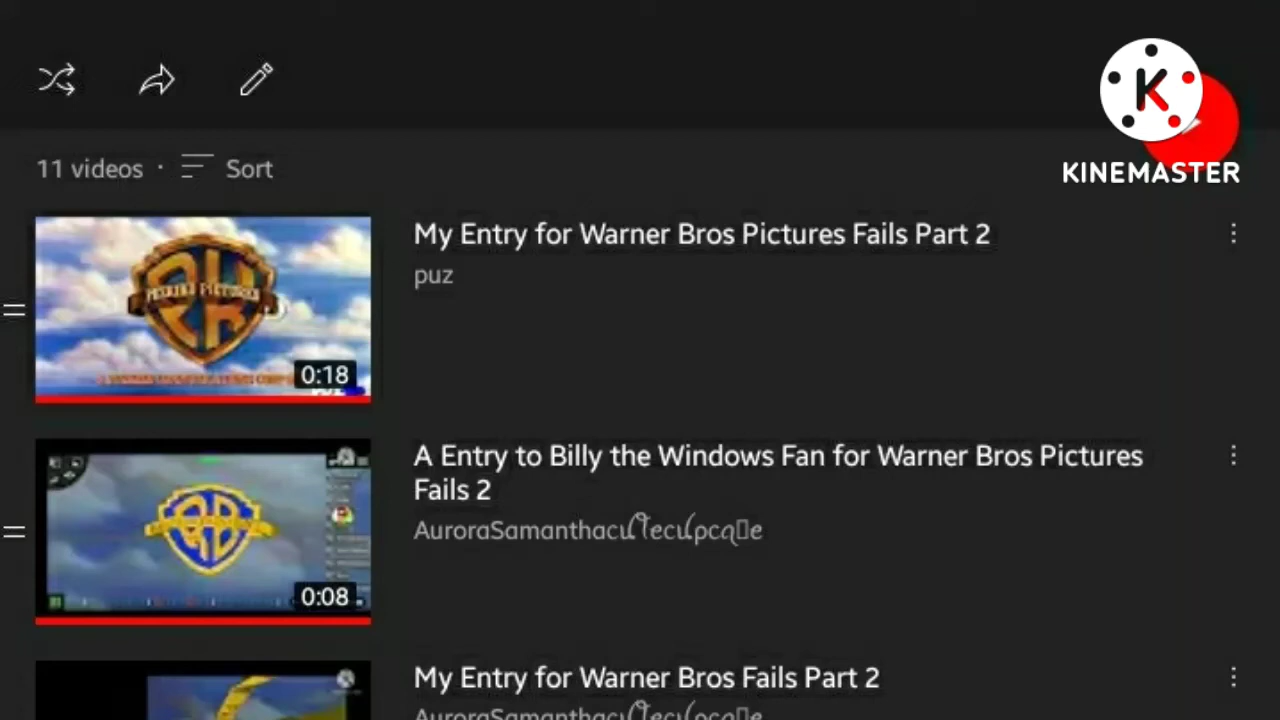 KINEMASTER
11 videos · Sort
My Entry for Warner Bros Pictures Fails Part 2
puz
0:18
A Entry to Billy the Windows Fan for Warner Bros Pictures
Fails 2
0:08
My Entry for Warner Bros Fails Part 2